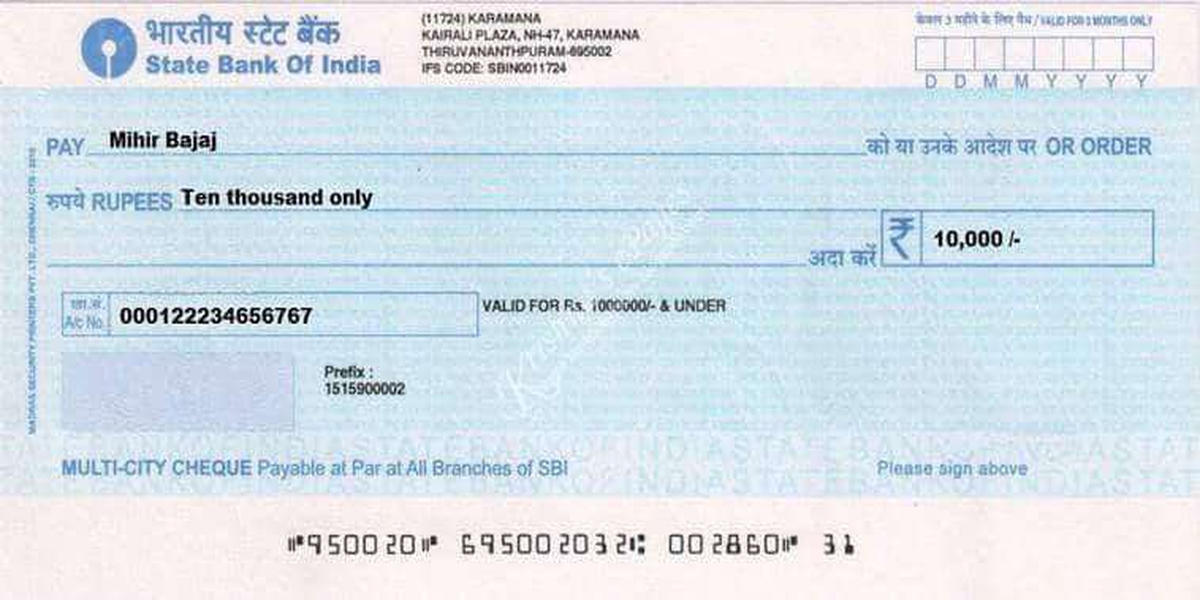 भारतीय स्टेट बैंक
State Bank Of India
(11724) KARAMANA
KAIRALI PLAZA, NH-47, KARAMANA
THIRUVANANTHPURAM-695002
IFS CODE: SBIN0011724
केवल 3 महीने के लिए वैध / VALID FOR 3 MONTHS ONLY
D D M M Y Y Y Y
PAY Mihir Bajaj को या उनके आदेश पर OR ORDER
रुपये RUPEES Ten thousand only
अदा करें ₹ 10,000 /-
खा. सं.
A/c No. 000122234656767
VALID FOR Rs. 1000000/- & UNDER
Prefix :
1515900002
MULTI-CITY CHEQUE Payable at Par at All Branches of SBI
Please sign above
⑈950020⑈ 695002032⑆ 002860⑈ 31